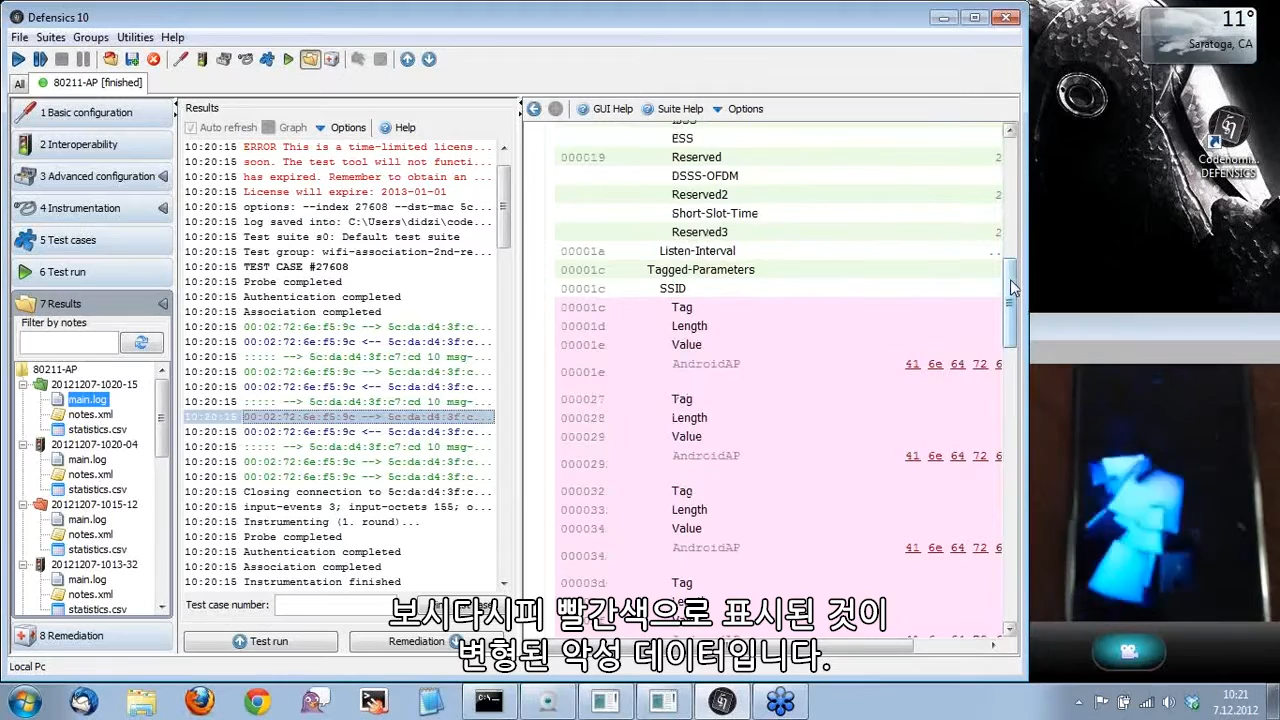 Defensics 10
File Suites Groups Utilities Help
All
80211-AP [finished]
1 Basic configuration
2 Interoperability
3 Advanced configuration
4 Instrumentation
5 Test cases
6 Test run
7 Results
Filter by notes
80211-AP
20121207-1020-15
main.log
notes.xml
statistics.csv
20121207-1020-04
main.log
notes.xml
statistics.csv
20121207-1015-12
main.log
notes.xml
statistics.csv
20121207-1013-32
main.log
notes.xml
statistics.csv
8 Remediation
Local Pc
Results
Auto refresh Graph Options Help
10:20:15 ERROR This is a time-limited licens...
10:20:15 soon. The test tool will not functi...
10:20:15 has expired. Remember to obtain an ...
10:20:15 License will expire: 2013-01-01
10:20:15 options: --index 27608 --dst-mac 5c...
10:20:15 log saved into: C:\Users\didzi\code...
10:20:15 Test suite s0: Default test suite
10:20:15 Test group: wifi-association-2nd-re...
10:20:15 TEST CASE #27608
10:20:15 Probe completed
10:20:15 Authentication completed
10:20:15 Association completed
10:20:15 00:02:72:6e:f5:9c --> 5c:da:d4:3f:c...
10:20:15 00:02:72:6e:f5:9c <-- 5c:da:d4:3f:c...
10:20:15 ::::: --> 5c:da:d4:3f:c7:cd 10 msg-...
10:20:15 00:02:72:6e:f5:9c <-- 5c:da:d4:3f:c...
10:20:15 ::::: --> 5c:da:d4:3f:c7:cd 10 msg-...
10:20:15 00:02:72:6e:f5:9c --> 5c:da:d4:3f:c...
10:20:15 00:02:72:6e:f5:9c <-- 5c:da:d4:3f:c...
10:20:15 ::::: --> 5c:da:d4:3f:c7:cd 10 msg-...
10:20:15 00:02:72:6e:f5:9c --> 5c:da:d4:3f:c...
10:20:15 00:02:72:6e:f5:9c --> 5c:da:d4:3f:c...
10:20:15 Closing connection to 5c:da:d4:3f:c...
10:20:15 input-events 3; input-octets 155; o...
10:20:15 Instrumenting (1. round)...
10:20:15 Probe completed
10:20:15 Authentication completed
10:20:15 Association completed
10:20:15 Instrumentation finished
Test case number:
Test run
Remediation
GUI Help Suite Help Options
ESS
000019 Reserved 2
DSSS-OFDM
Reserved2 2
Short-Slot-Time
Reserved3 2
00001a Listen-Interval ..
00001c Tagged-Parameters
00001c SSID
00001c Tag
00001d Length
00001e Value
00001e AndroidAP 41 6e 64 72 6
000027 Tag
000028 Length
000029 Value
000029 AndroidAP 41 6e 64 72 6
000032 Tag
000033 Length
000034 Value
000034 AndroidAP 41 6e 64 72 6
00003d Tag
보시다시피 빨간색으로 표시된 것이
변형된 악성 데이터입니다.
11°
Saratoga, CA
Codenomi...
DEFENSICS
10:21
7.12.2012